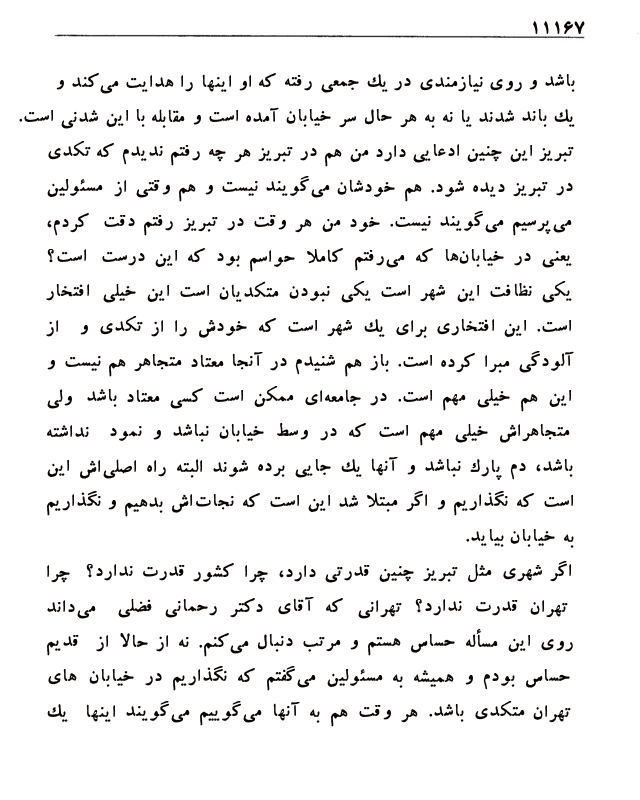 ۱۱۱۶۷
باشد و روی نیازمندی در یك جمعی رفته که او اینها را هدایت می‌کند و
یك باند شدند یا نه به هر حال سر خیابان آمده است و مقابله با این شدنی است.
تبریز این چنین ادعایی دارد من هم در تبریز هر چه رفتم ندیدم که تکدی
در تبریز دیده شود. هم خودشان می‌گویند نیست و هم وقتی از مسئولین
می‌پرسیم می‌گویند نیست. خود من هر وقت در تبریز رفتم دقت کردم،
یعنی در خیابان‌ها که می‌رفتم کاملا حواسم بود که این درست است؟
یکی نظافت این شهر است یکی نبودن متکدیان است این خیلی افتخار
است. این افتخاری برای یك شهر است که خودش را از تکدی و از
آلودگی مبرا کرده است. باز هم شنیدم در آنجا معتاد متجاهر هم نیست و
این هم خیلی مهم است. در جامعه‌ای ممکن است کسی معتاد باشد ولی
متجاهراش خیلی مهم است که در وسط خیابان نباشد و نمود نداشته
باشد، دم پارك نباشد و آنها یك جایی برده شوند البته راه اصلی‌اش این
است که نگذاریم و اگر مبتلا شد این است که نجات‌اش بدهیم و نگذاریم
به خیابان بیاید.
اگر شهری مثل تبریز چنین قدرتی دارد، چرا کشور قدرت ندارد؟ چرا
تهران قدرت ندارد؟ تهرانی که آقای دکتر رحمانی فضلی می‌داند
روی این مسأله حساس هستم و مرتب دنبال می‌کنم. نه از حالا از قدیم
حساس بودم و همیشه به مسئولین می‌گفتم که نگذاریم در خیابان های
تهران متکدی باشد. هر وقت هم به آنها می‌گوییم می‌گویند اینها یك